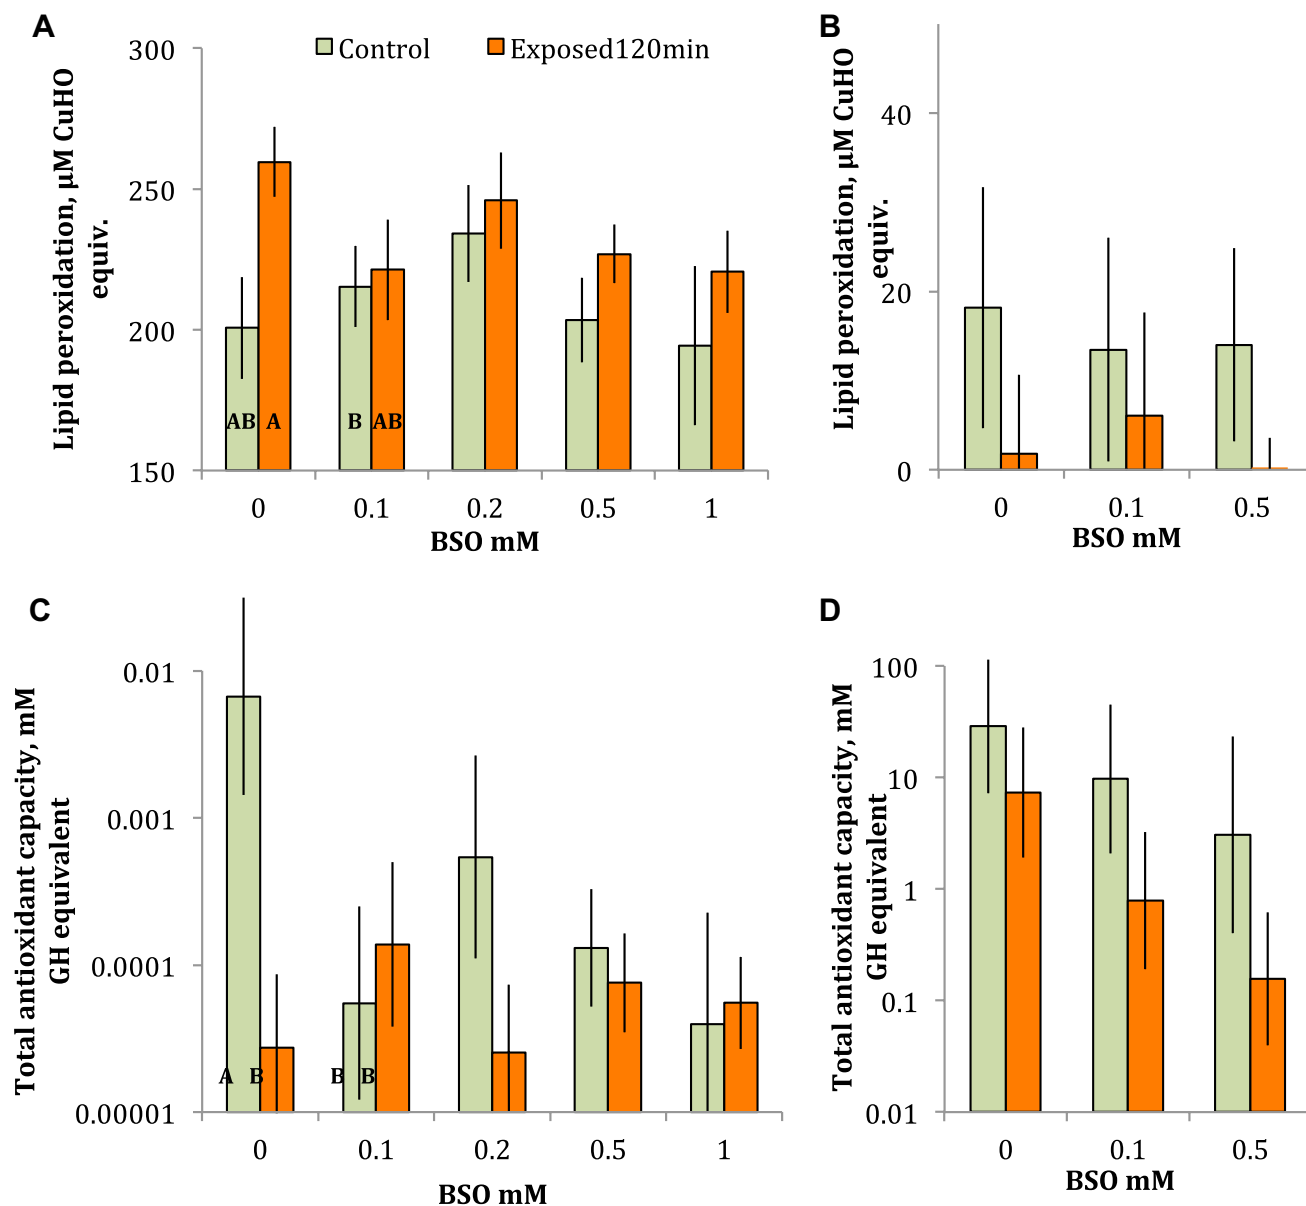 A
Control
Exposed120min
Lipid peroxidation, µM CuHO
equiv.
300
250
200
150
AB A B AB
0 0.1 0.2 0.5 1
BSO mM
B
Lipid peroxidation, µM CuHO
equiv.
40
20
0
0 0.1 0.5
BSO mM
C
Total antioxidant capacity, mM
GH equivalent
0.01
0.001
0.0001
0.00001
A B B B
0 0.1 0.2 0.5 1
BSO mM
D
Total antioxidant capacity, mM
GH equivalent
100
10
1
0.1
0.01
0 0.1 0.5
BSO mM